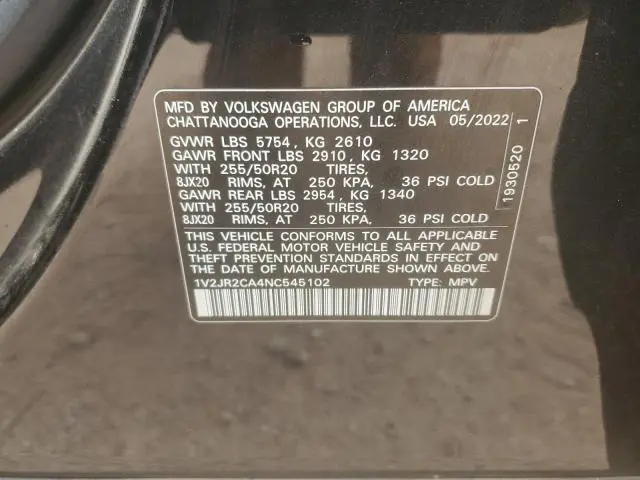 MFD BY VOLKSWAGEN GROUP OF AMERICA
CHATTANOOGA OPERATIONS, LLC. USA 05/2022
GVWR LBS 5754, KG 2610
GAWR FRONT LBS 2910, KG 1320
WITH 255/50R20 TIRES,
8JX20 RIMS, AT 250 KPA, 36 PSI COLD
GAWR REAR LBS 2954, KG 1340
WITH 255/50R20 TIRES,
8JX20 RIMS, AT 250 KPA, 36 PSI COLD
THIS VEHICLE CONFORMS TO ALL APPLICABLE
U.S. FEDERAL MOTOR VEHICLE SAFETY AND
THEFT PREVENTION STANDARDS IN EFFECT ON
THE DATE OF MANUFACTURE SHOWN ABOVE
1V2JR2CA4NC545102 TYPE: MPV
1930520 1